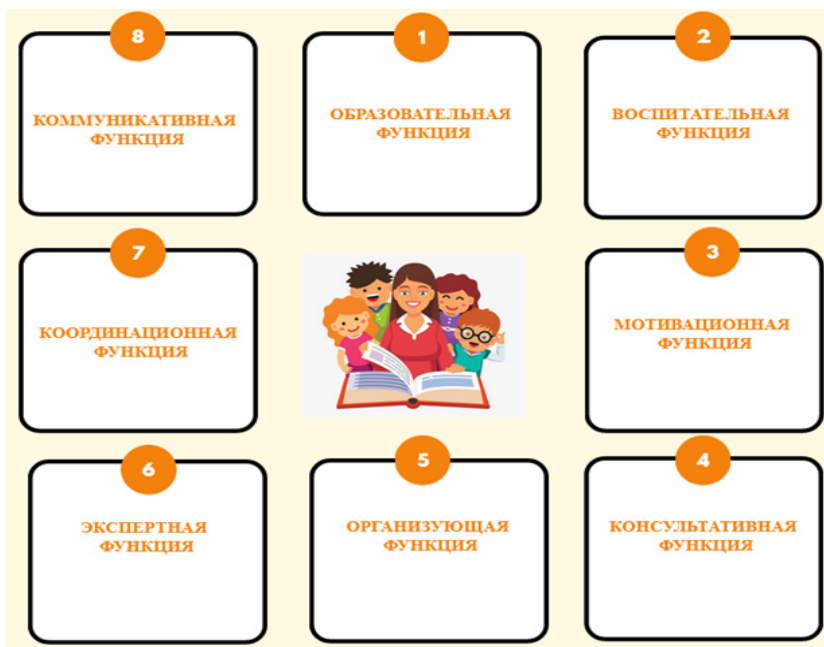 8
КОММУНИКАТИВНАЯ
ФУНКЦИЯ
1
ОБРАЗОВАТЕЛЬНАЯ
ФУНКЦИЯ
2
ВОСПИТАТЕЛЬНАЯ
ФУНКЦИЯ
7
КООРДИНАЦИОННАЯ
ФУНКЦИЯ
3
МОТИВАЦИОННАЯ
ФУНКЦИЯ
6
ЭКСПЕРТНАЯ
ФУНКЦИЯ
5
ОРГАНИЗУЮЩАЯ
ФУНКЦИЯ
4
КОНСУЛЬТАТИВНАЯ
ФУНКЦИЯ